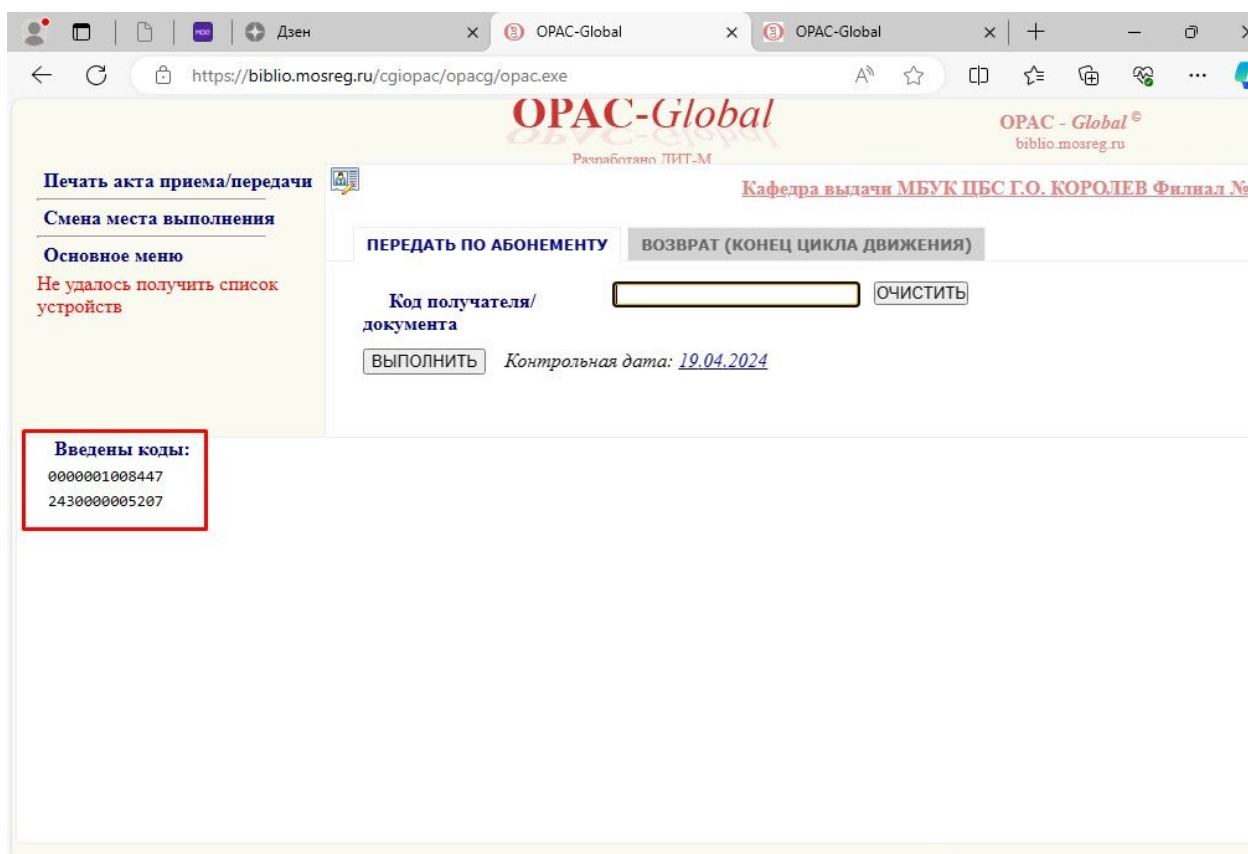 Дзен
OPAC-Global
OPAC-Global
https://biblio.mosreg.ru/cgiopac/opacg/opac.exe
OPAC-Global
Разработано ДИТ-М
OPAC - Global ©
biblio.mosreg.ru
Печать акта приема/передачи
Смена места выполнения
Основное меню
Не удалось получить список
устройств
Кафедра выдачи МБУК ЦБС Г.О. КОРОЛЕВ Филиал №
ПЕРЕДАТЬ ПО АБОНЕМЕНТУ
ВОЗВРАТ (КОНЕЦ ЦИКЛА ДВИЖЕНИЯ)
Код получателя/
документа
ОЧИСТИТЬ
ВЫПОЛНИТЬ Контрольная дата: 19.04.2024
Введены коды:
0000001008447
2430000005207